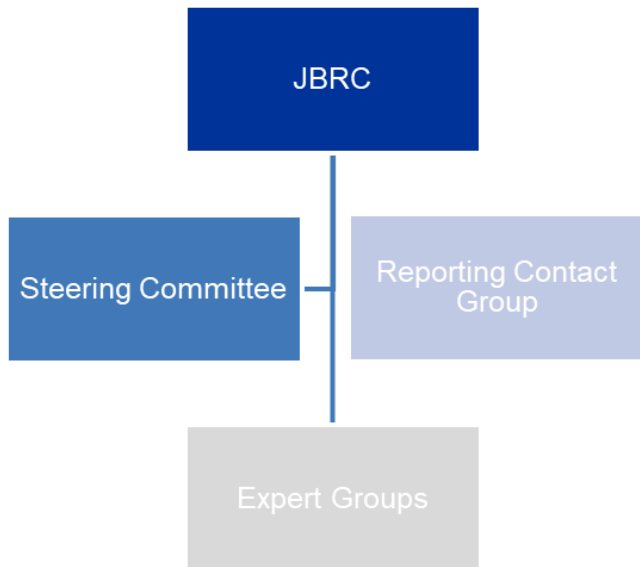 JBRC
Steering Committee
Reporting Contact
Group
Expert Groups